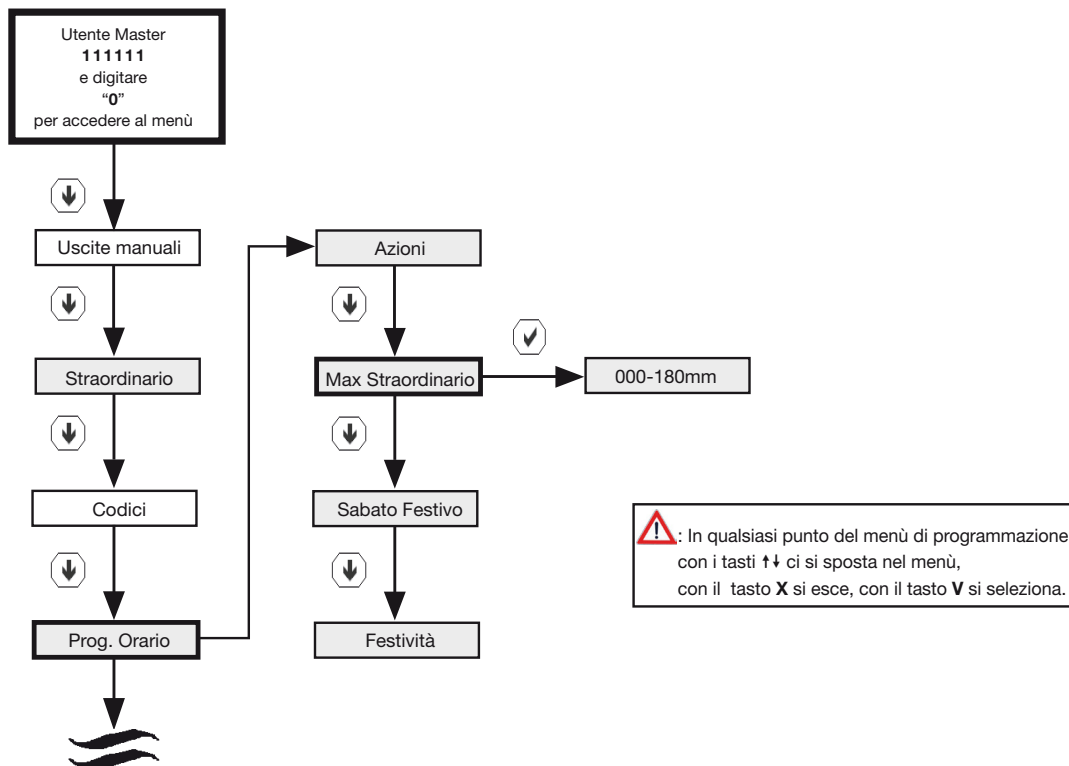 Utente Master
111111
e digitare
“0”
per accedere al menù
Uscite manuali
Straordinario
Codici
Prog. Orario
Azioni
Max Straordinario
000-180mm
Sabato Festivo
Festività
: In qualsiasi punto del menù di programmazione
con i tasti ↑↓ ci si sposta nel menù,
con il tasto X si esce, con il tasto V si seleziona.